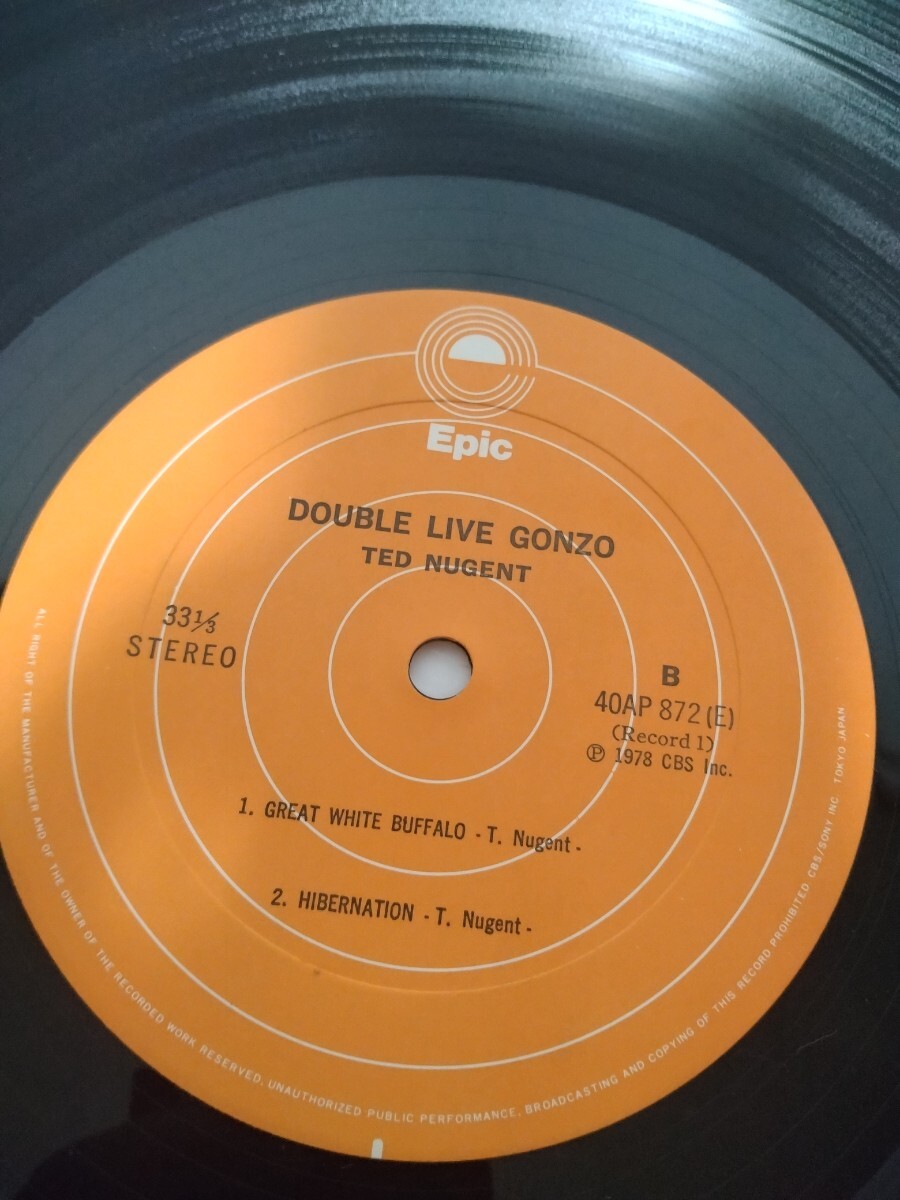 Epic
DOUBLE LIVE GONZO
TED NUGENT
33⅓
STEREO
B
40AP 872 (E)
(Record 1)
℗ 1978 CBS Inc.
1. GREAT WHITE BUFFALO - T. Nugent -
2. HIBERNATION - T. Nugent -
ALL RIGHT OF THE MANUFACTURER AND OF THE OWNER OF THE RECORDED WORK RESERVED. UNAUTHORIZED PUBLIC PERFORMANCE. BROADCASTING AND COPYING OF THIS RECORD PROHIBITED CBS/SONY INC. TOKYO JAPAN